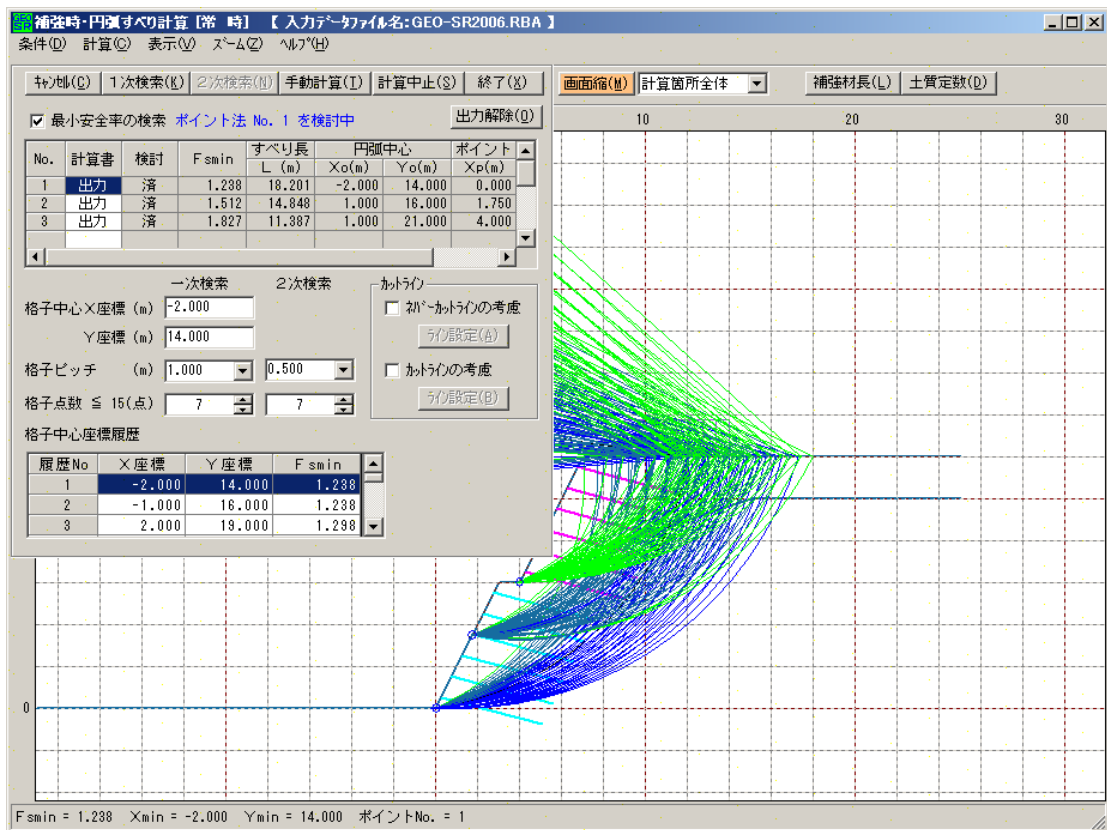 GEO SR 補強時・円弧すべり計算 [常　時]　【 入力データファイル名:GEO-SR2006.RBA 】
条件(D) 計算(C) 表示(V) ズーム(Z) ヘルプ(H)
キャンセル(C) 1次検索(K) 2次検索(N) 手動計算(T) 計算中止(S) 終了(X) 画面縮(M) 計算箇所全体 補強材長(L) 土質定数(D)
最小安全率の検索 ポイント法 No. 1 を検討中 出力解除(O)
10 20 30
No. 計算書 検討 Fsmin すべり長 L (m) 円弧中心 Xo(m) Yo(m) ポイント Xp(m)
1 出力 済 1.238 18.201 -2.000 14.000 0.000
2 出力 済 1.512 14.848 1.000 16.000 1.750
3 出力 済 1.827 11.387 1.000 21.000 4.000
一次検索 2次検索 カットライン
格子中心X座標 (m) -2.000 ネバーカットラインの考慮
Y座標 (m) 14.000 ライン設定(A)
格子ピッチ (m) 1.000 0.500 カットラインの考慮
格子点数 ≦ 15(点) 7 7 ライン設定(B)
格子中心座標履歴
履歴No X座標 Y座標 Fsmin
1 -2.000 14.000 1.238
2 -1.000 16.000 1.238
3 2.000 19.000 1.298
0
Fsmin = 1.238 Xmin = -2.000 Ymin = 14.000 ポイントNo. = 1